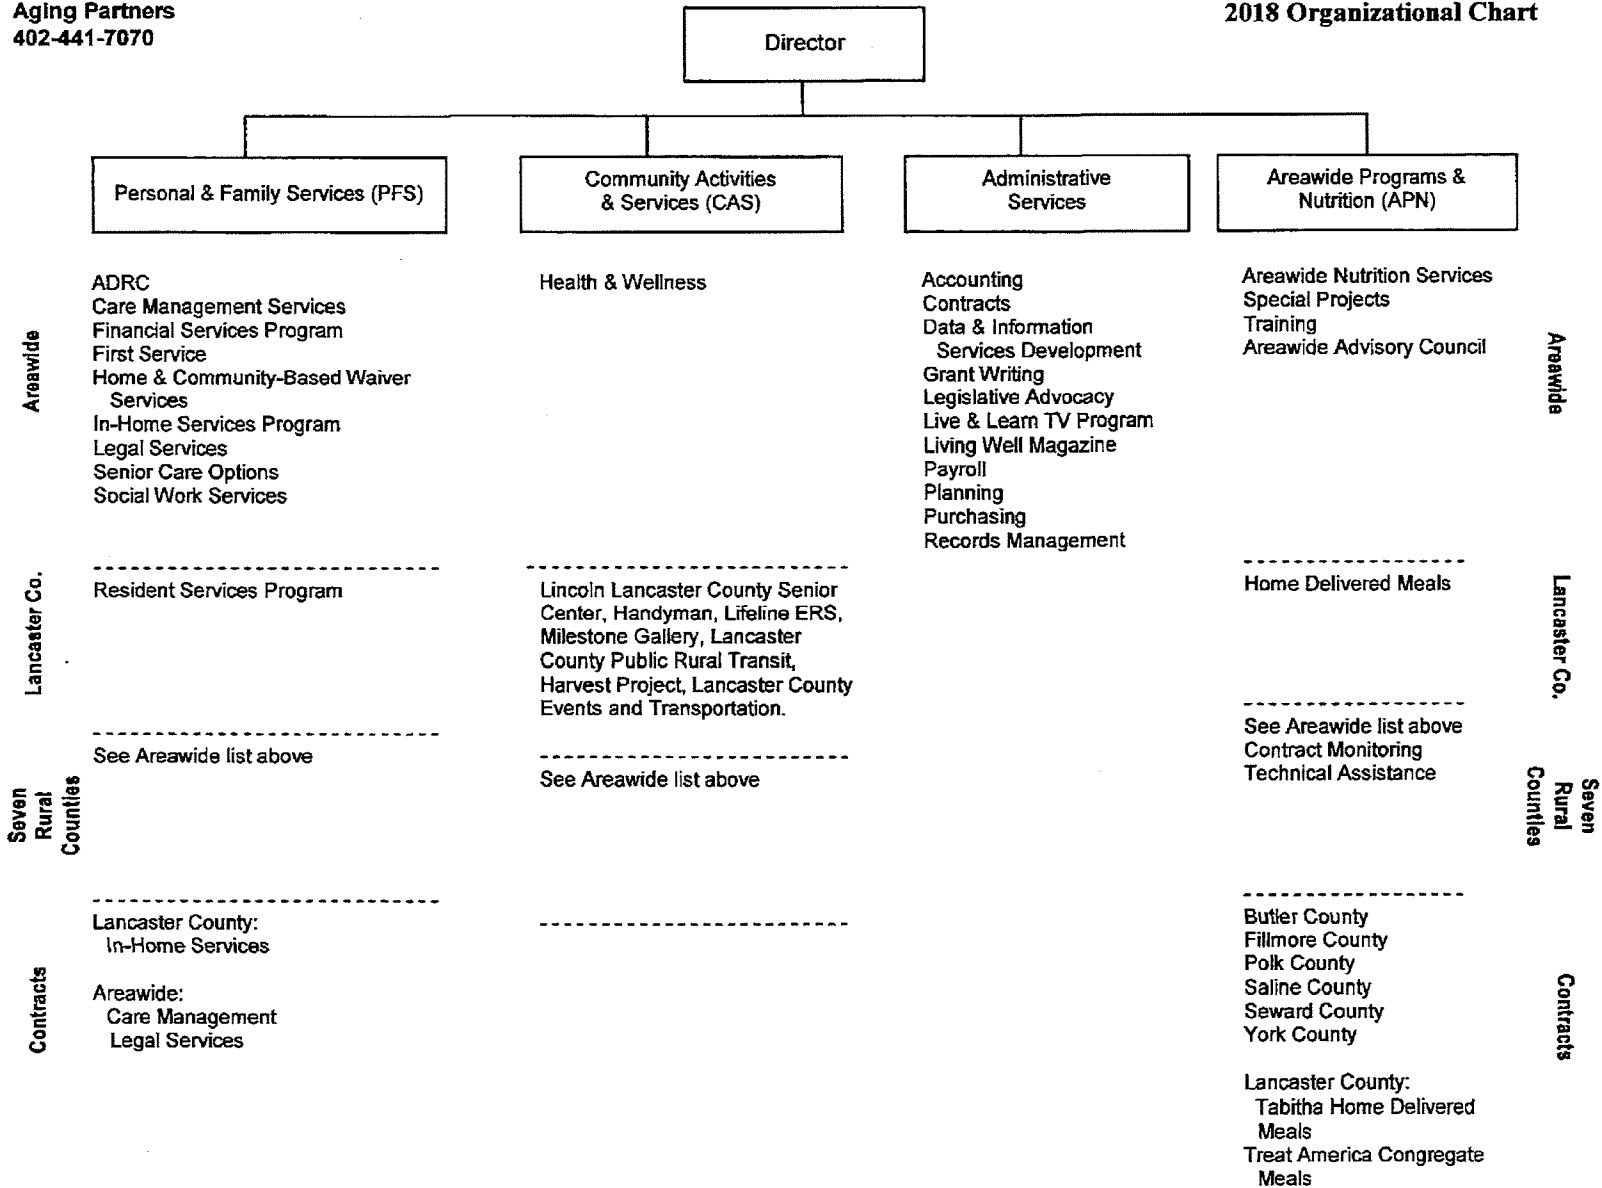 Aging Partners
402-441-7070
2018 Organizational Chart
Director
Personal & Family Services (PFS)
Community Activities
& Services (CAS)
Administrative
Services
Areawide Programs &
Nutrition (APN)
Areawide
ADRC
Care Management Services
Financial Services Program
First Service
Home & Community-Based Waiver
Services
In-Home Services Program
Legal Services
Senior Care Options
Social Work Services
Health & Wellness
Accounting
Contracts
Data & Information
Services Development
Grant Writing
Legislative Advocacy
Live & Learn TV Program
Living Well Magazine
Payroll
Planning
Purchasing
Records Management
Areawide Nutrition Services
Special Projects
Training
Areawide Advisory Council
Areawide
Lancaster Co.
Resident Services Program
Lincoln Lancaster County Senior
Center, Handyman, Lifeline ERS,
Milestone Gallery, Lancaster
County Public Rural Transit,
Harvest Project, Lancaster County
Events and Transportation.
Home Delivered Meals
Lancaster Co.
Seven
Rural
Counties
See Areawide list above
See Areawide list above
See Areawide list above
Contract Monitoring
Technical Assistance
Seven
Rural
Counties
Contracts
Lancaster County:
In-Home Services
Areawide:
Care Management
Legal Services
Butler County
Fillmore County
Polk County
Saline County
Seward County
York County
Lancaster County:
Tabitha Home Delivered
Meals
Treat America Congregate
Meals
Contracts